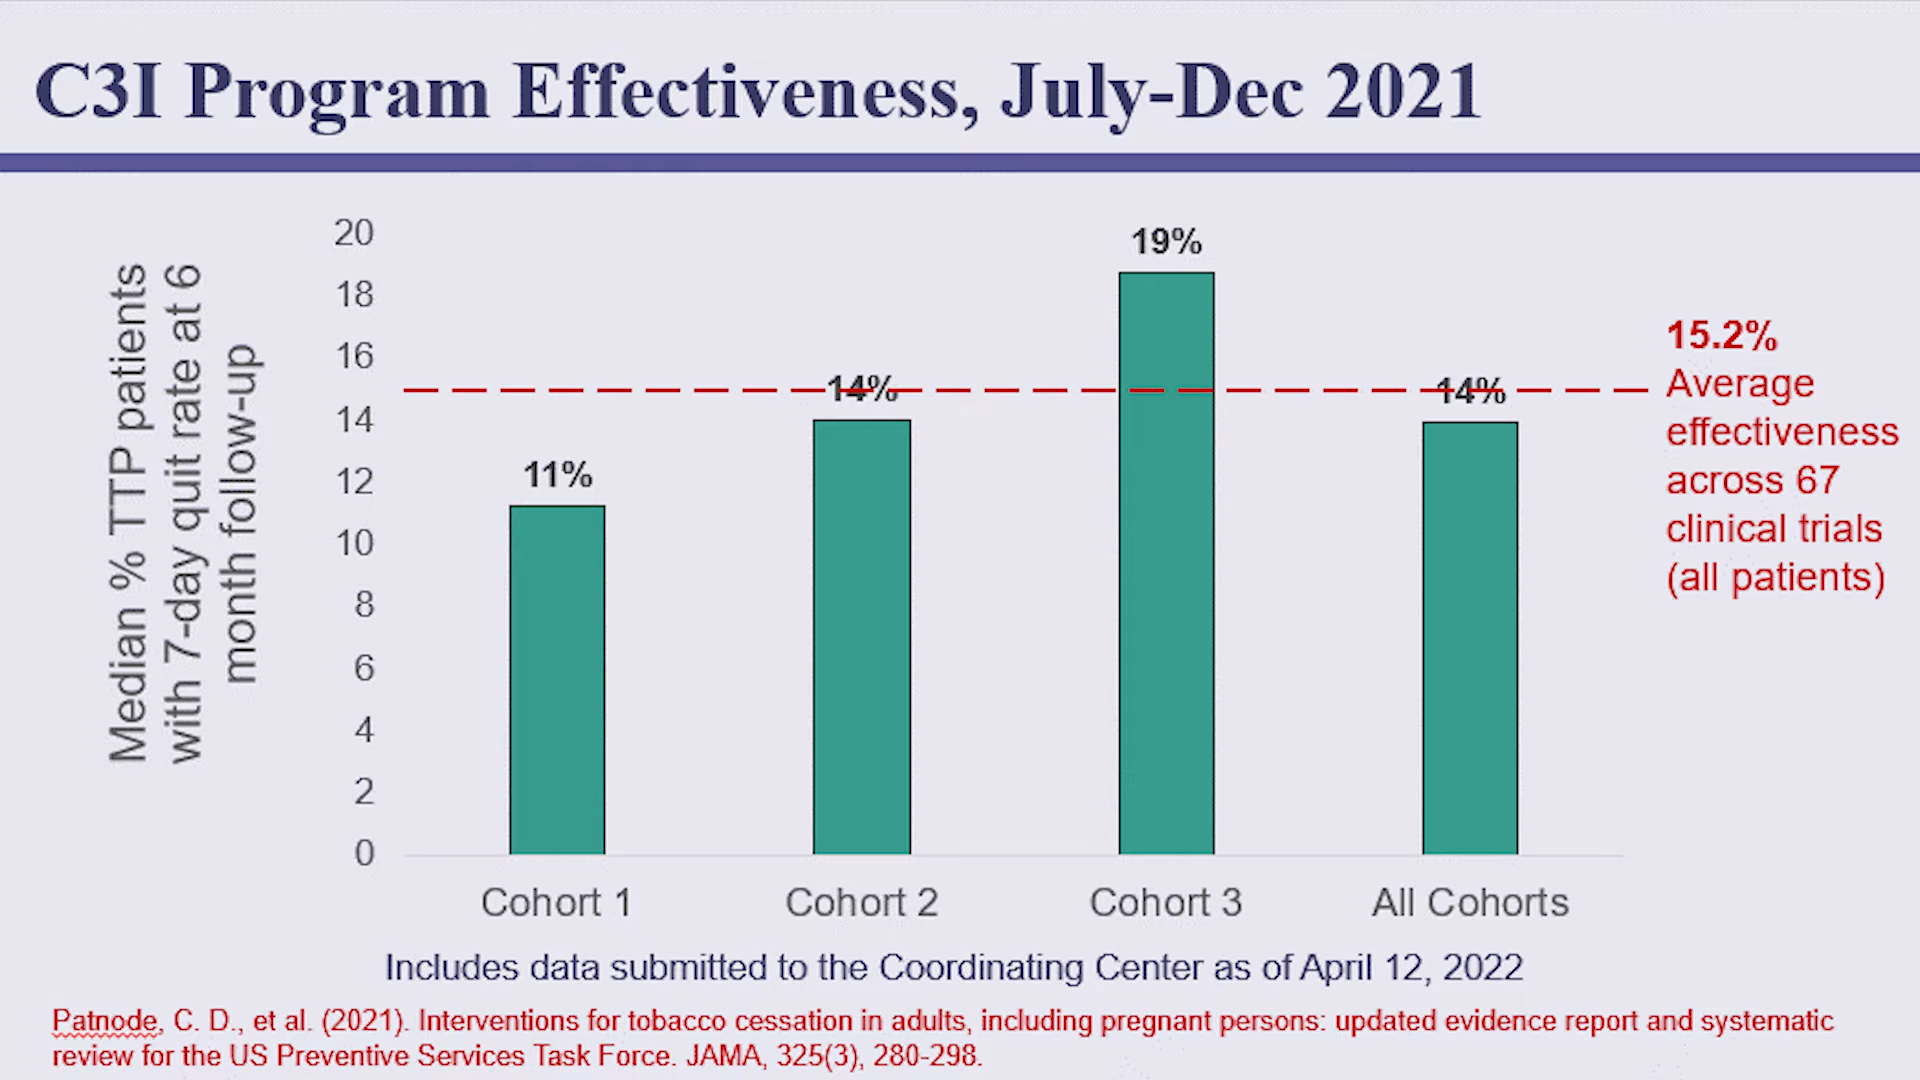 C3I Program Effectiveness, July-Dec 2021
Median % TTP patients
with 7-day quit rate at 6
month follow-up
20
18
16
14
12
10
8
6
4
2
0
11%
14%
19%
14%
Cohort 1
Cohort 2
Cohort 3
All Cohorts
15.2%
Average
effectiveness
across 67
clinical trials
(all patients)
Includes data submitted to the Coordinating Center as of April 12, 2022
Patnode, C. D., et al. (2021). Interventions for tobacco cessation in adults, including pregnant persons: updated evidence report and systematic
review for the US Preventive Services Task Force. JAMA, 325(3), 280-298.